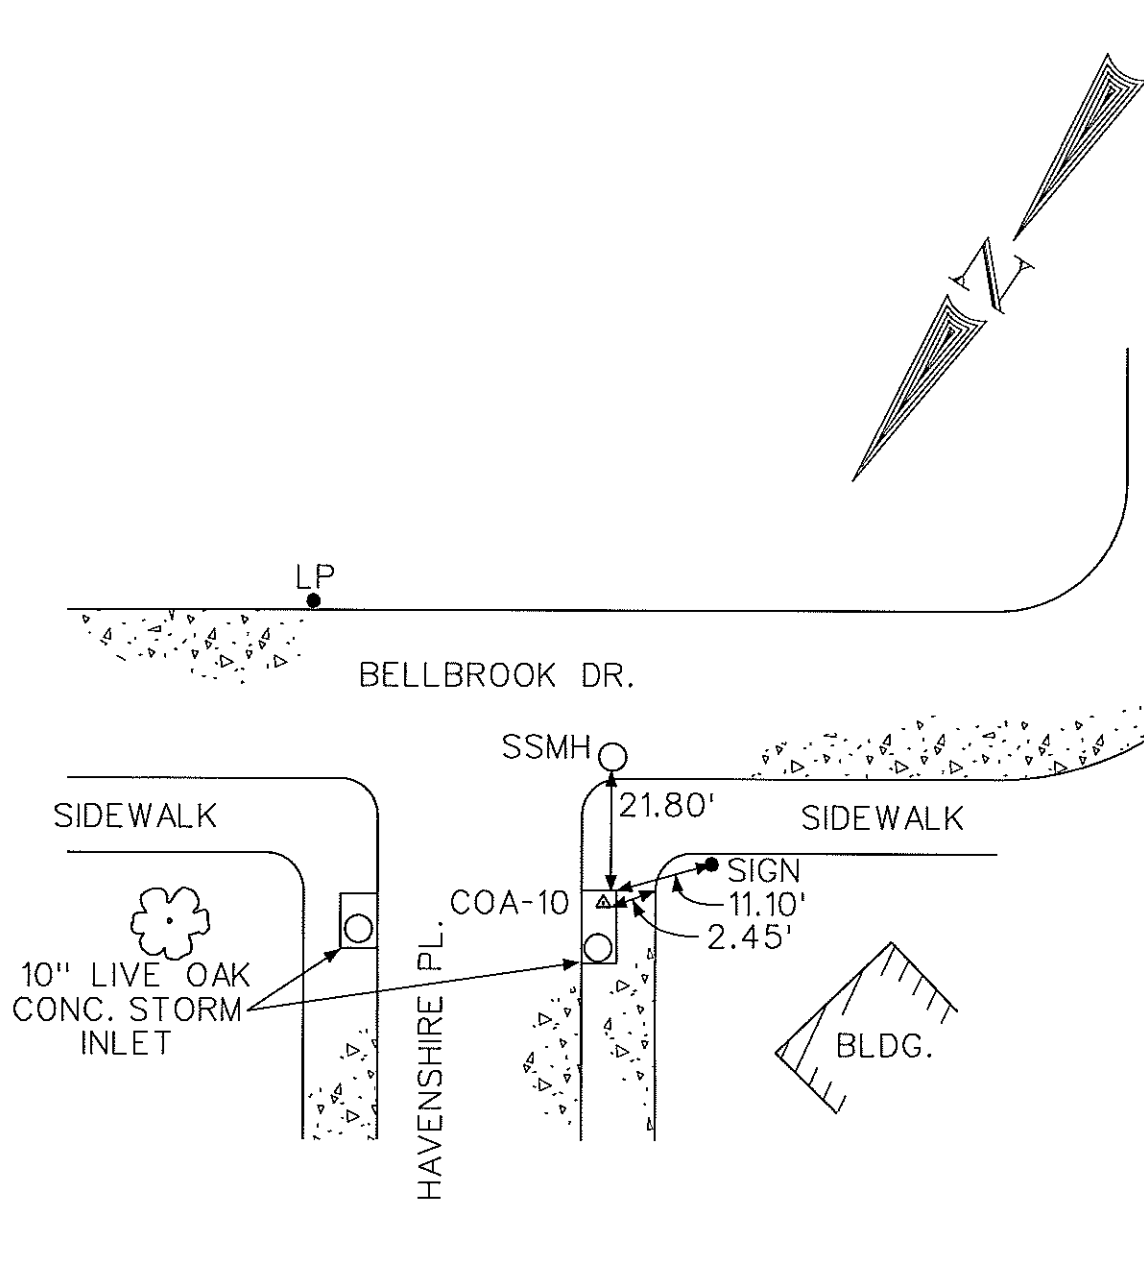 N
LP
BELLBROOK DR.
SSMH
21.80'
SIDEWALK
SIDEWALK
SIGN
COA-10
11.10'
2.45'
10" LIVE OAK
CONC. STORM
INLET
HAVENSHIRE PL.
BLDG.